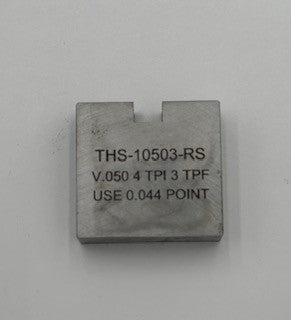 THS-10503-RS
V.050 4 TPI 3 TPF
USE 0.044 POINT